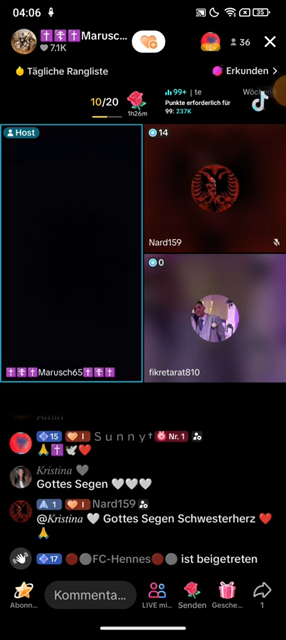 04:06
35
✝️☦️✝️Marusc...
7.1K
36
Tägliche Rangliste
Erkunden >
10/20
1h26m
99+ | te
Punkte erforderlich für
99: 237K
Host
14
Nard159
0
✝️☦️✝️Marusch65✝️☦️✝️
fikretarat810
15 I S u n n y ✝ Nr. 1
🙏✝️🕊️❤️
Kristina 🤍
Gottes Segen 🤍🤍🤍
1 I Nard159
@Kristina 🤍 Gottes Segen Schwesterherz ❤️
🙏
17 🔴⚫FC-Hennes🔴⚫ ist beigetreten
Kommenta...
Abonn...
LIVE mi...
Senden
Gesche...
1